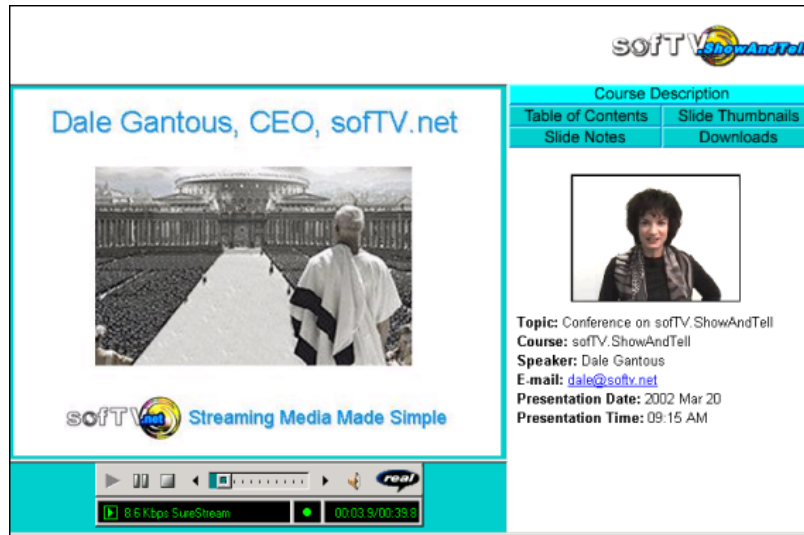 sofTV.ShowAndTell
Dale Gantous, CEO, sofTV.net
sofTV.net Streaming Media Made Simple
real
8.6 Kbps SureStream 00:03.9/00:39.8
Course Description
Table of Contents Slide Thumbnails
Slide Notes Downloads
Topic: Conference on sofTV.ShowAndTell
Course: sofTV.ShowAndTell
Speaker: Dale Gantous
E-mail: dale@softv.net
Presentation Date: 2002 Mar 20
Presentation Time: 09:15 AM